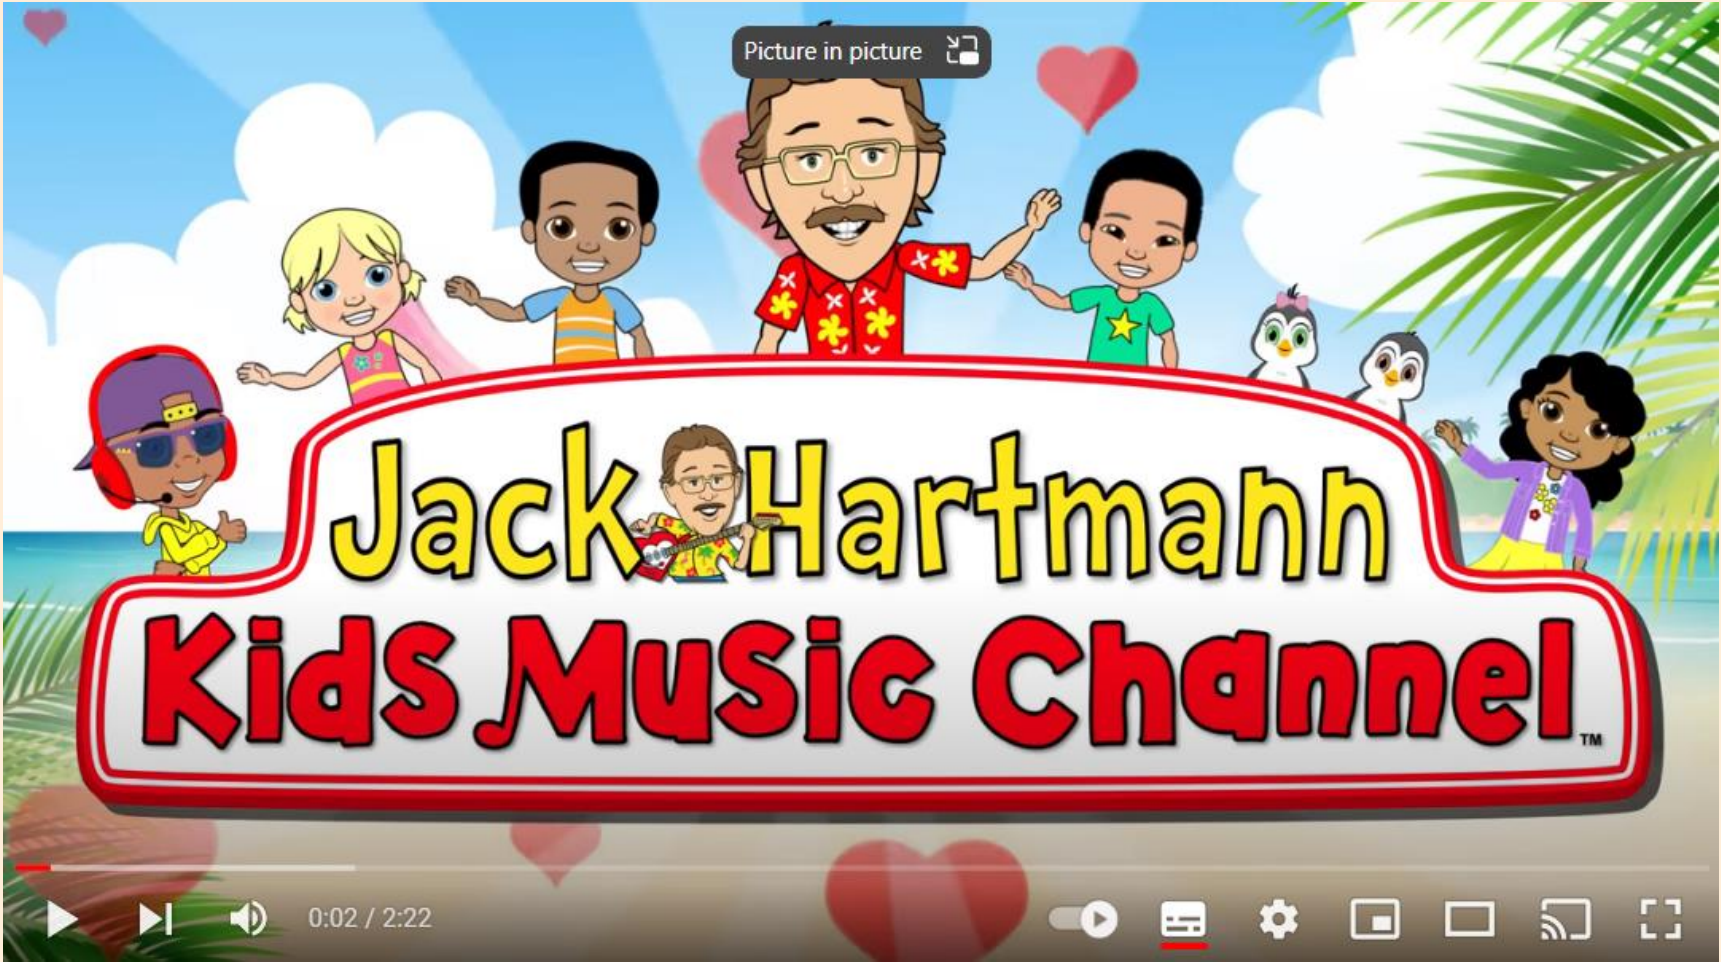 Picture in picture
Jack Hartmann
Kids Music Channel
TM
0:02 / 2:22